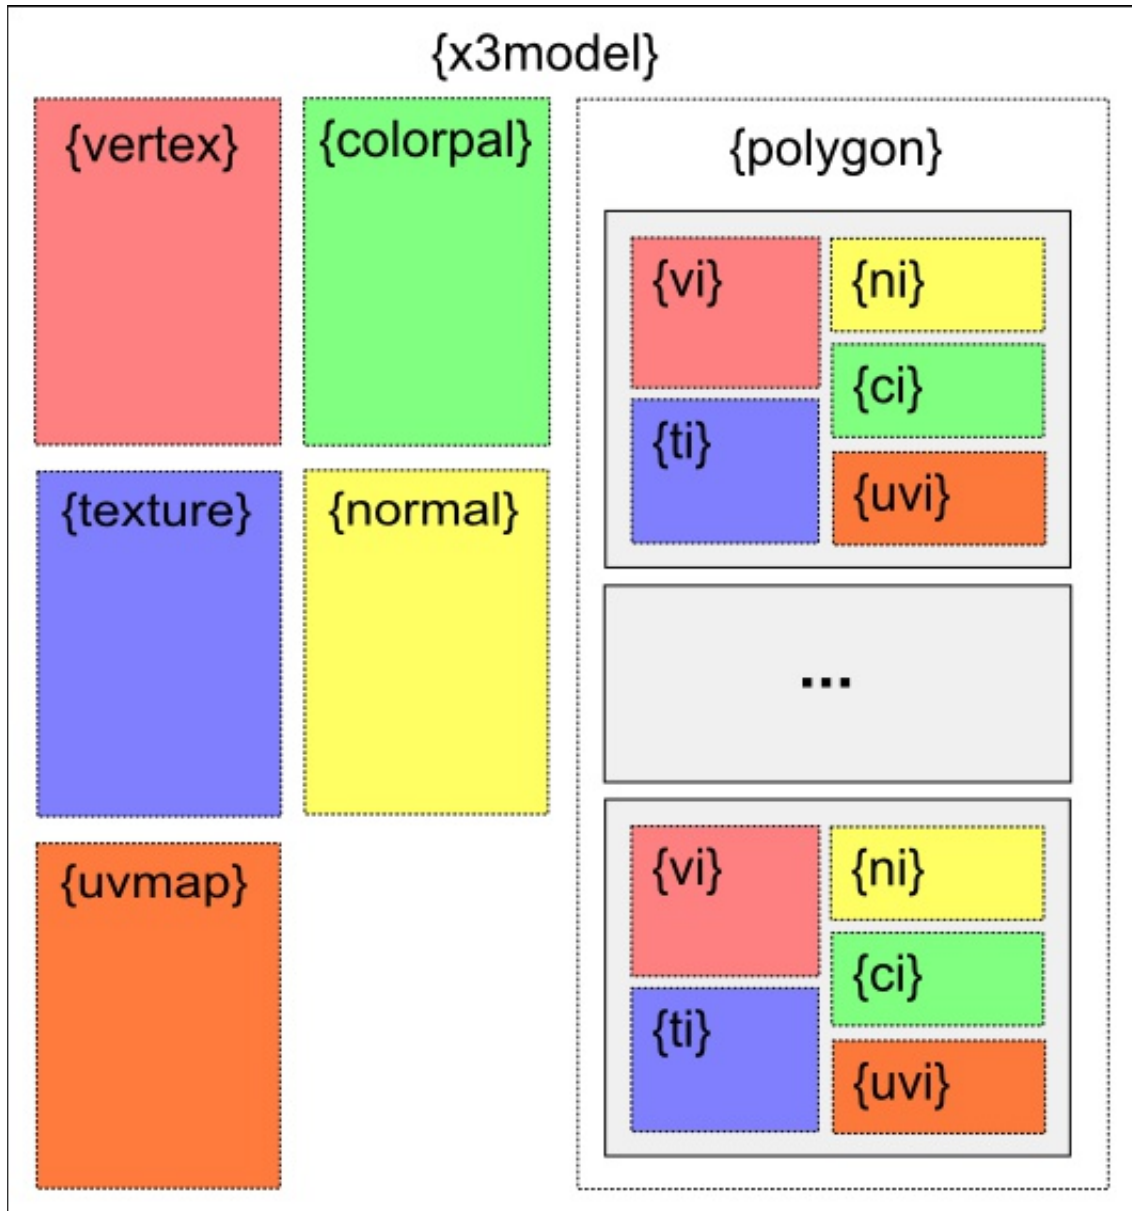 {x3model}
{vertex}
{colorpal}
{texture}
{normal}
{uvmap}
{polygon}
{vi}
{ni}
{ci}
{ti}
{uvi}
...
{vi}
{ni}
{ci}
{ti}
{uvi}